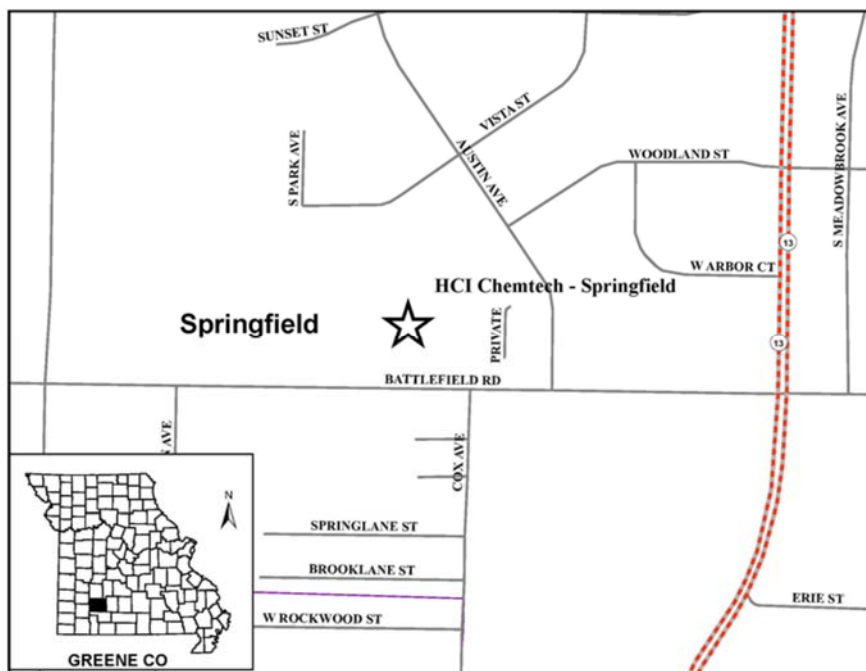 SUNSET ST
VISTA ST
S PARK AVE
AUSTIN AVE
WOODLAND ST
S MEADOWBROOK AVE
13
W ARBOR CT
HCI Chemtech - Springfield
Springfield
PRIVATE
13
BATTLEFIELD RD
AVE
COX AVE
N
SPRINGLANE ST
BROOKLANE ST
ERIE ST
W ROCKWOOD ST
GREENE CO